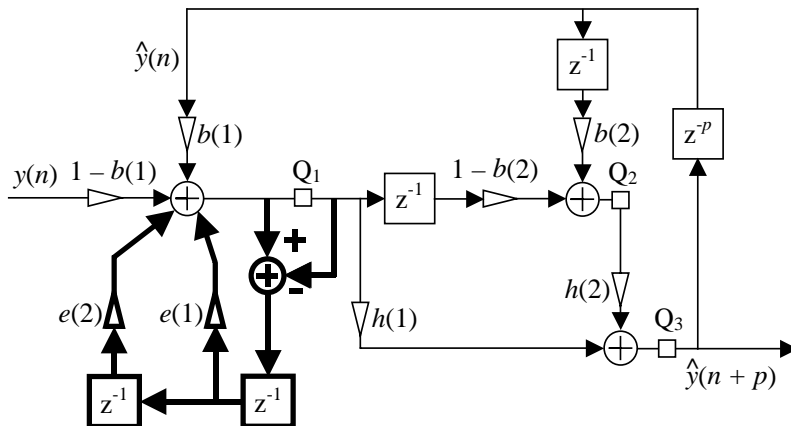 ŷ(n)
z⁻¹
b(1)
b(2)
z⁻ᵖ
y(n)
1 – b(1)
Q₁
z⁻¹
1 – b(2)
Q₂
+
+
+
+
-
e(2)
e(1)
h(1)
h(2)
Q₃
+
z⁻¹
z⁻¹
ŷ(n + p)